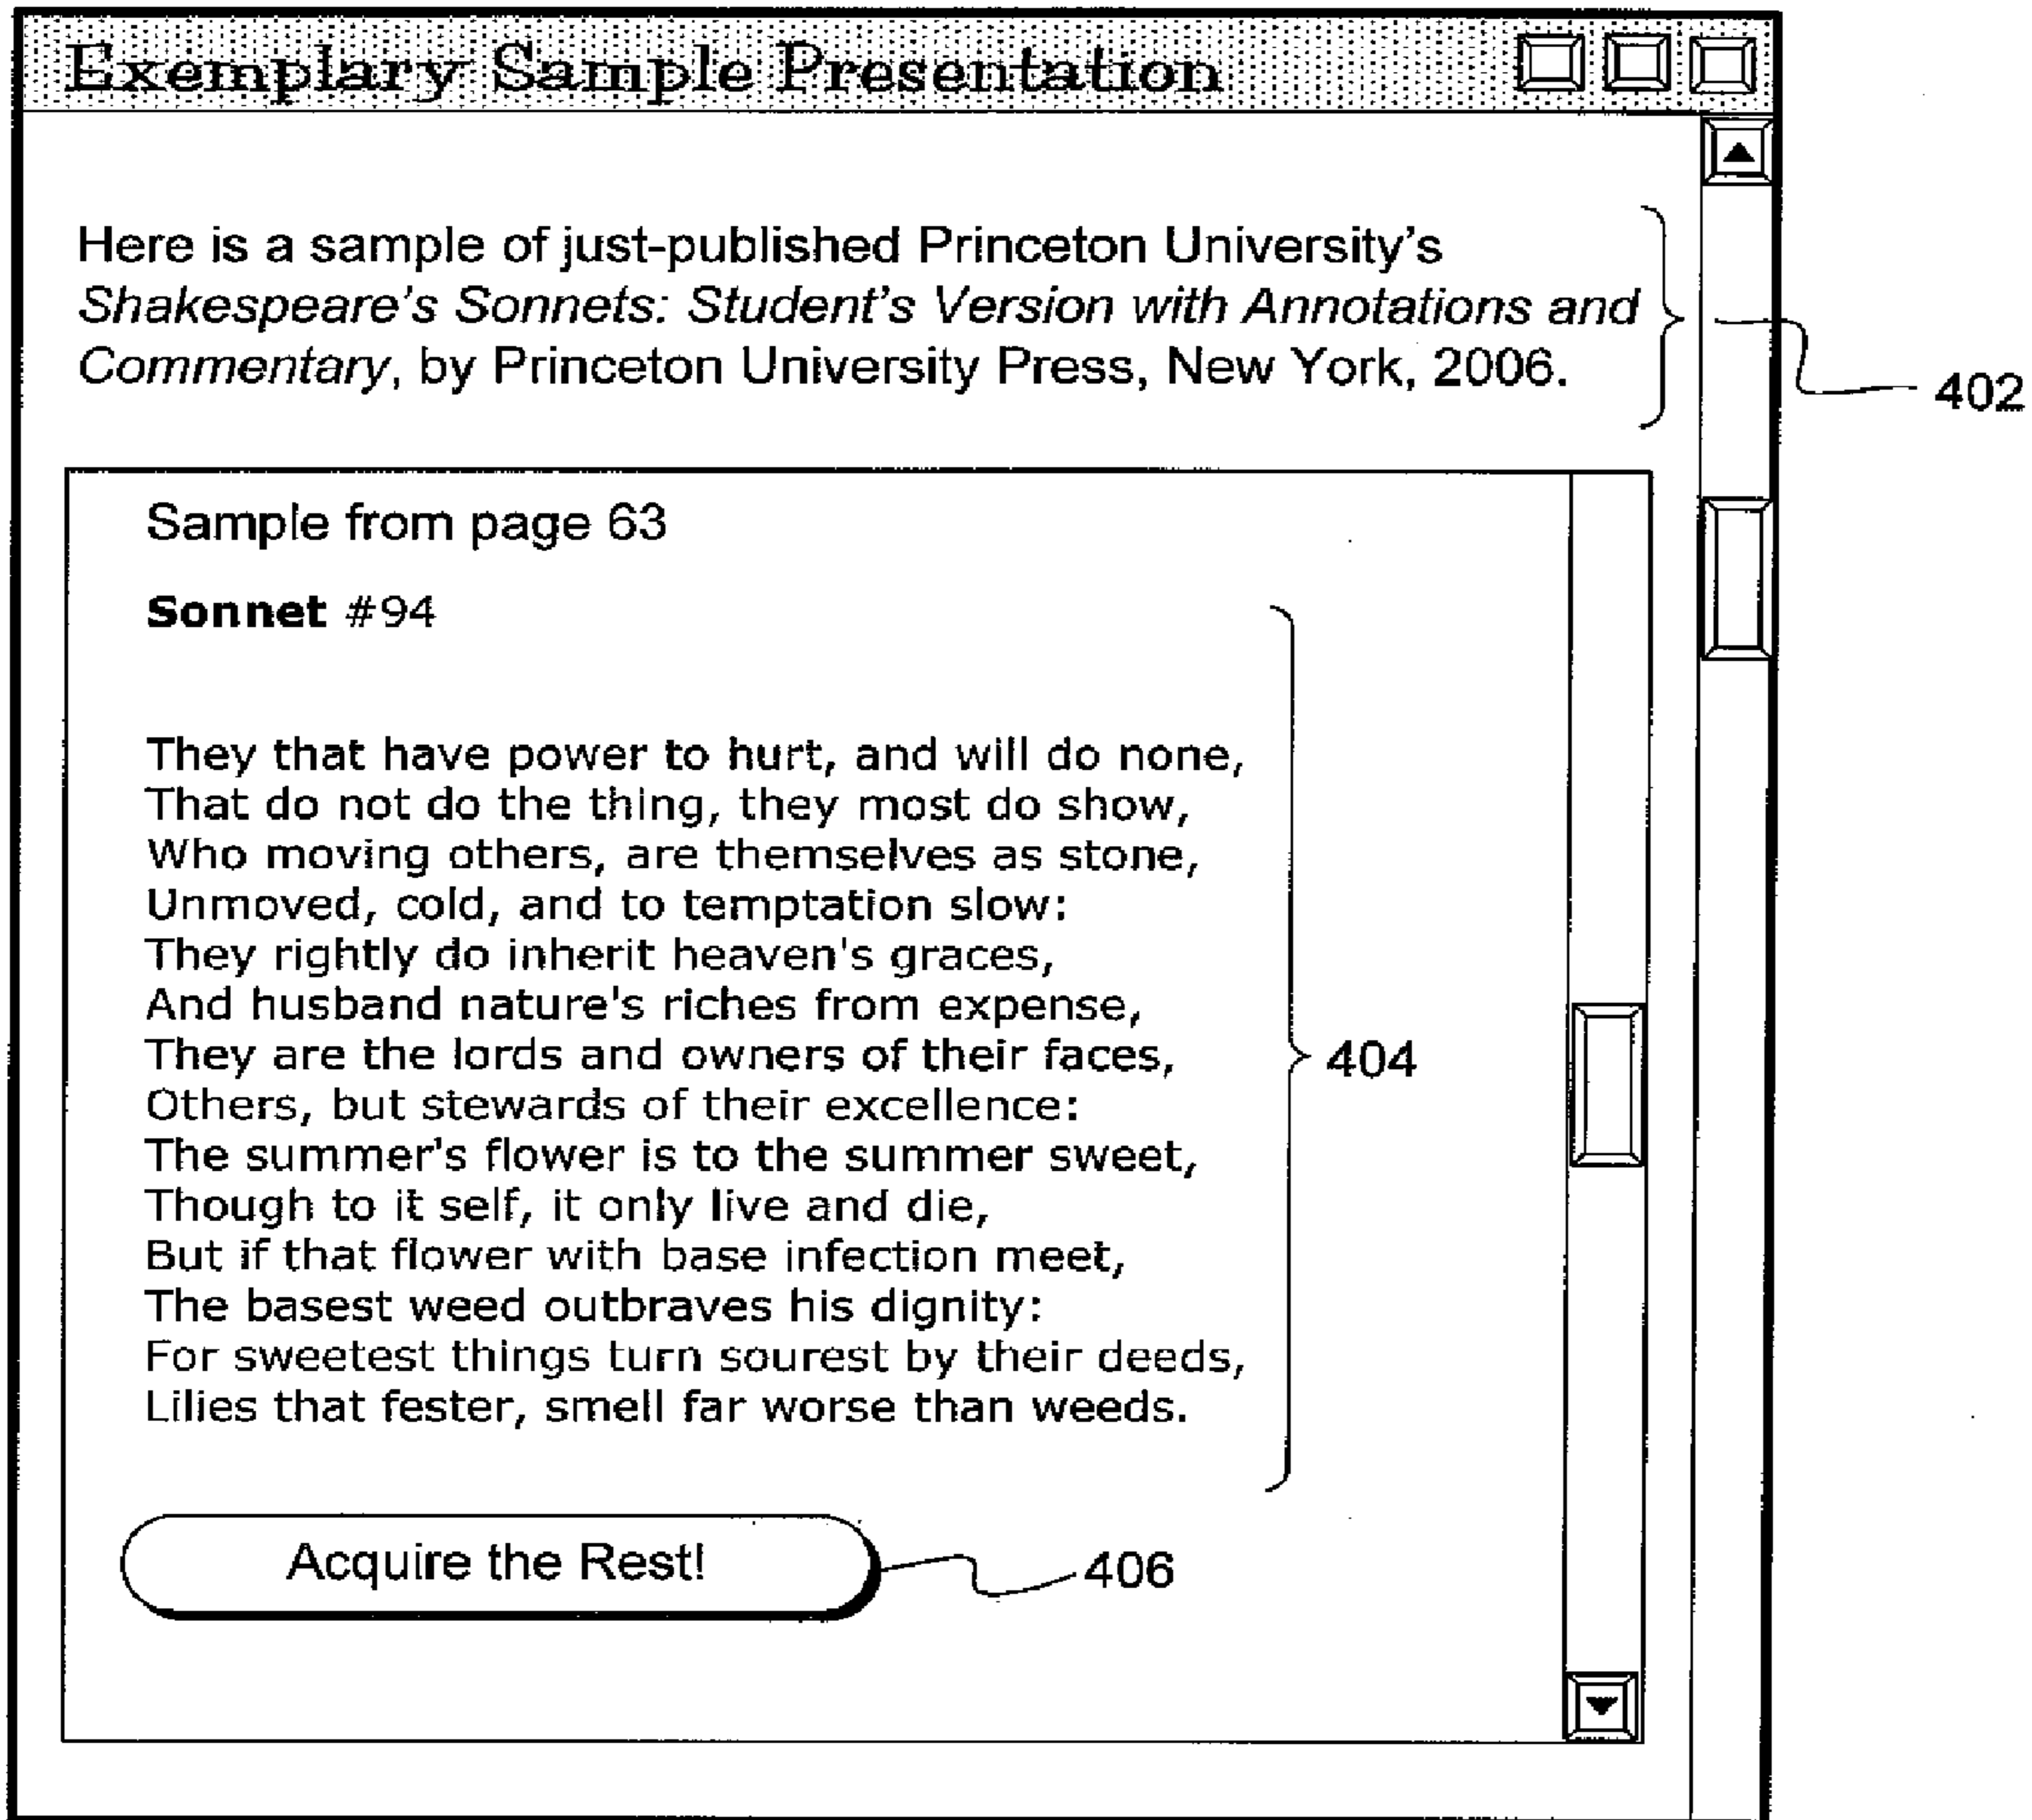 Exemplary Sample Presentation
Here is a sample of just-published Princeton University's
Shakespeare's Sonnets: Student's Version with Annotations and
Commentary, by Princeton University Press, New York, 2006.
402
Sample from page 63
Sonnet #94
They that have power to hurt, and will do none,
That do not do the thing, they most do show,
Who moving others, are themselves as stone,
Unmoved, cold, and to temptation slow:
They rightly do inherit heaven's graces,
And husband nature's riches from expense,
They are the lords and owners of their faces,
404
Others, but stewards of their excellence:
The summer's flower is to the summer sweet,
Though to it self, it only live and die,
But if that flower with base infection meet,
The basest weed outbraves his dignity:
For sweetest things turn sourest by their deeds,
Lilies that fester, smell far worse than weeds.
Acquire the Rest!
406